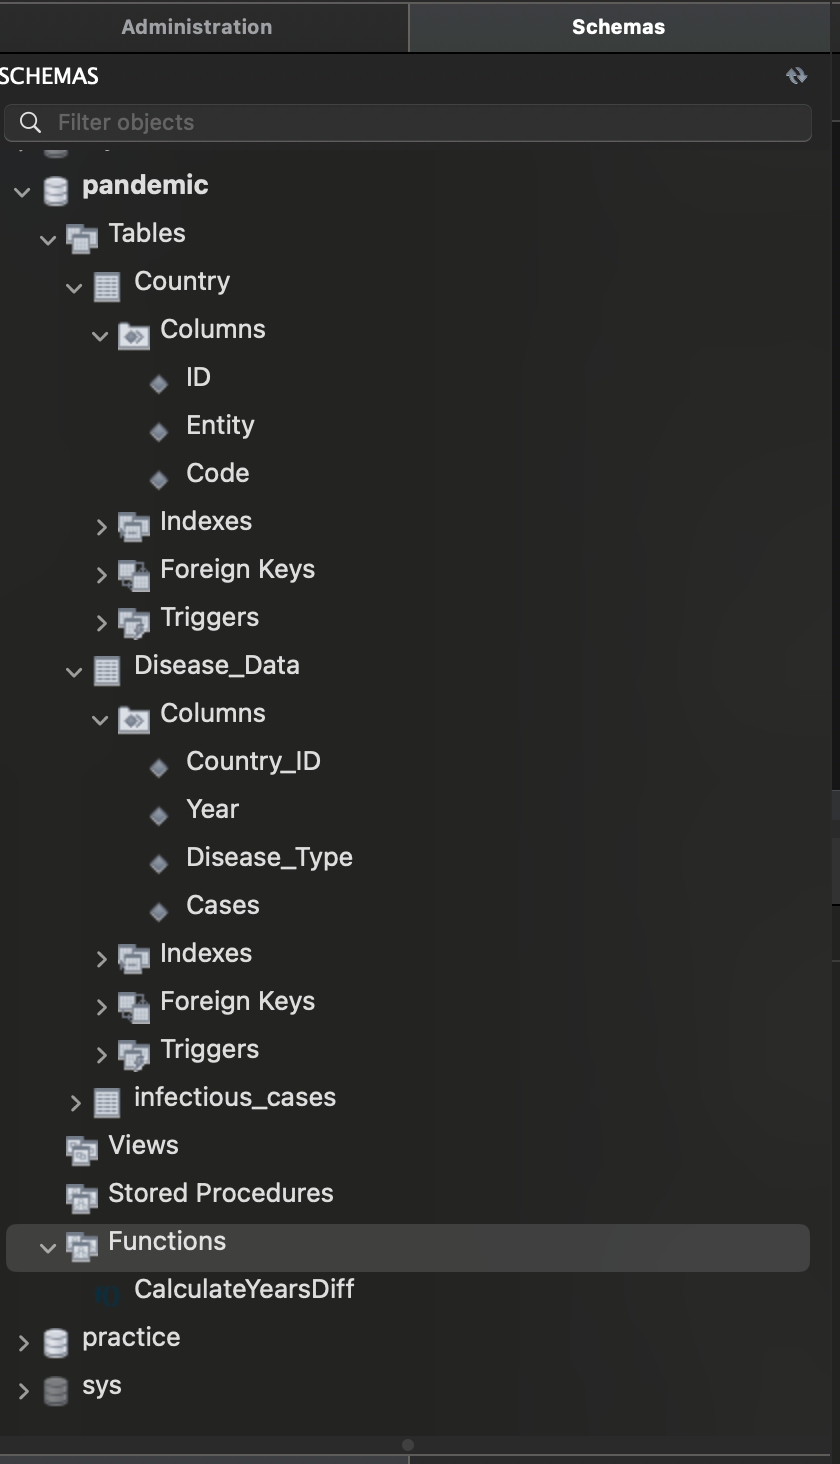 Administration
Schemas
SCHEMAS
Filter objects
pandemic
Tables
Country
Columns
ID
Entity
Code
Indexes
Foreign Keys
Triggers
Disease_Data
Columns
Country_ID
Year
Disease_Type
Cases
Indexes
Foreign Keys
Triggers
infectious_cases
Views
Stored Procedures
Functions
CalculateYearsDiff
practice
sys